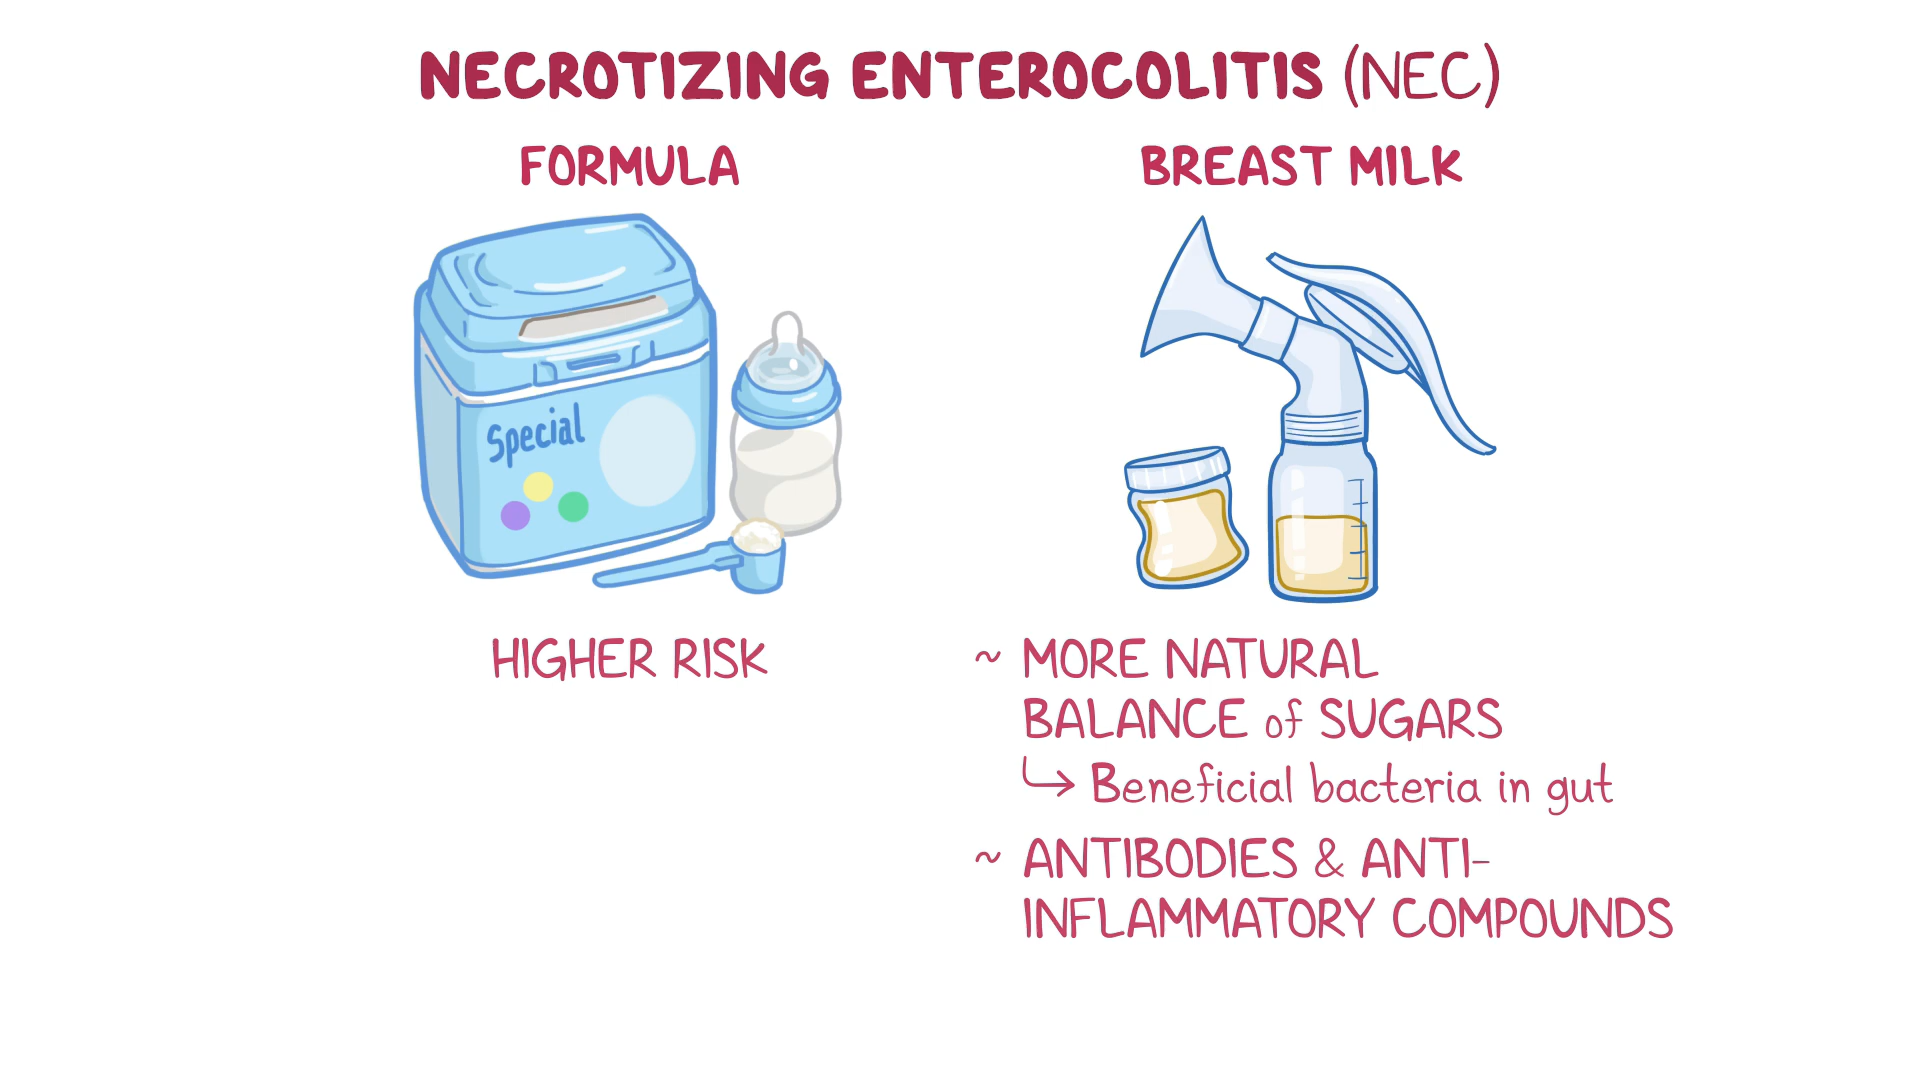 NECROTIZING ENTEROCOLITIS (NEC)
FORMULA
Special
HIGHER RISK
BREAST MILK
~ MORE NATURAL
BALANCE of SUGARS
↳ Beneficial bacteria in gut
~ ANTIBODIES & ANTI-
INFLAMMATORY COMPOUNDS